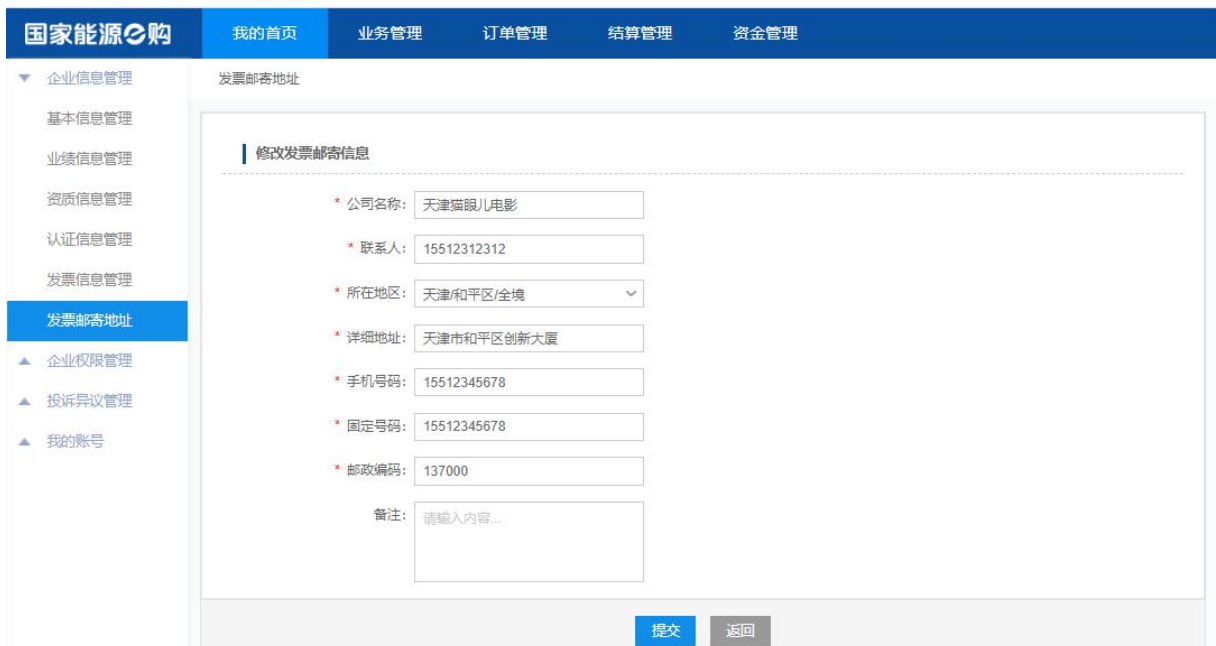 国家能源e购 我的首页 业务管理 订单管理 结算管理 资金管理
企业信息管理 发票邮寄地址
基本信息管理
业绩信息管理 修改发票邮寄信息
资质信息管理 * 公司名称: 天津猫眼儿电影
认证信息管理 * 联系人: 15512312312
发票信息管理 * 所在地区: 天津/和平区/全境
发票邮寄地址
* 详细地址: 天津市和平区创新大厦
企业权限管理
* 手机号码: 15512345678
投诉异议管理
* 固定号码: 15512345678
我的账号
* 邮政编码: 137000
备注: 请输入内容...
提交 返回